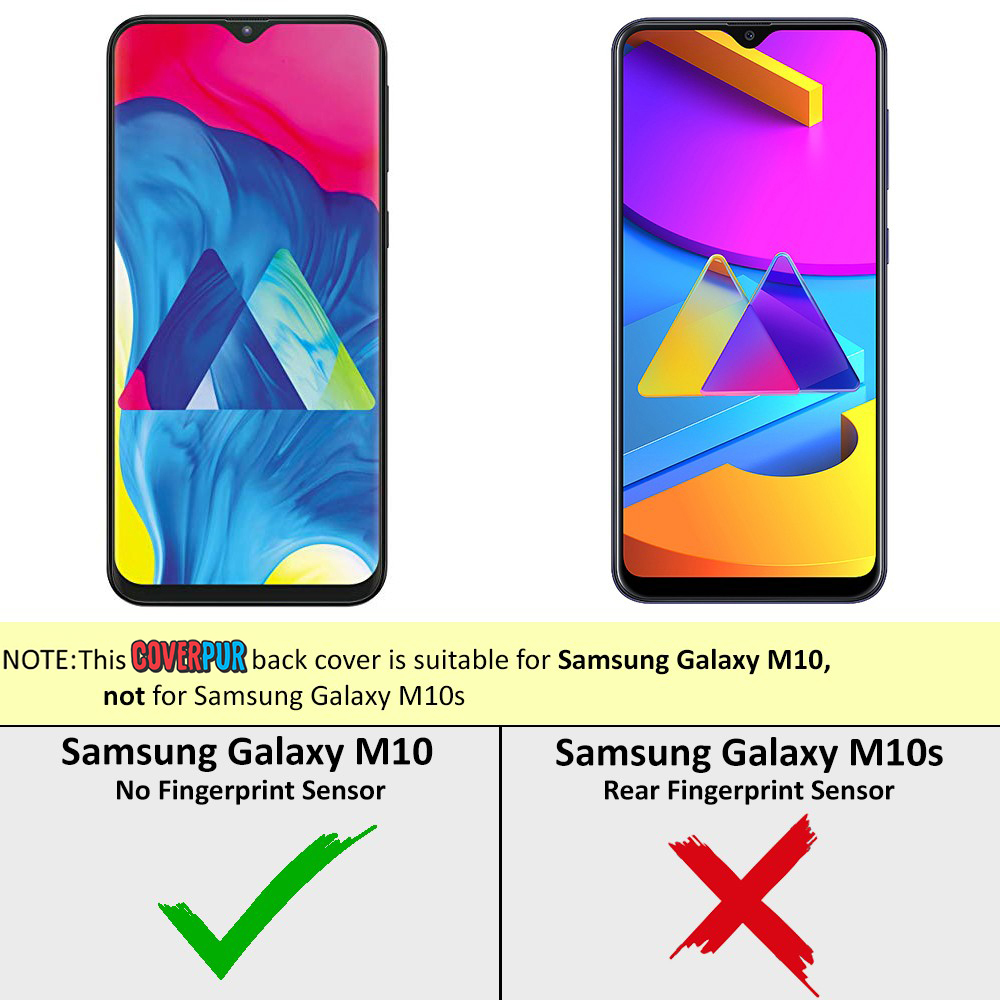 NOTE:This COVERPUR back cover is suitable for Samsung Galaxy M10,
not for Samsung Galaxy M10s
Samsung Galaxy M10
No Fingerprint Sensor
Samsung Galaxy M10s
Rear Fingerprint Sensor